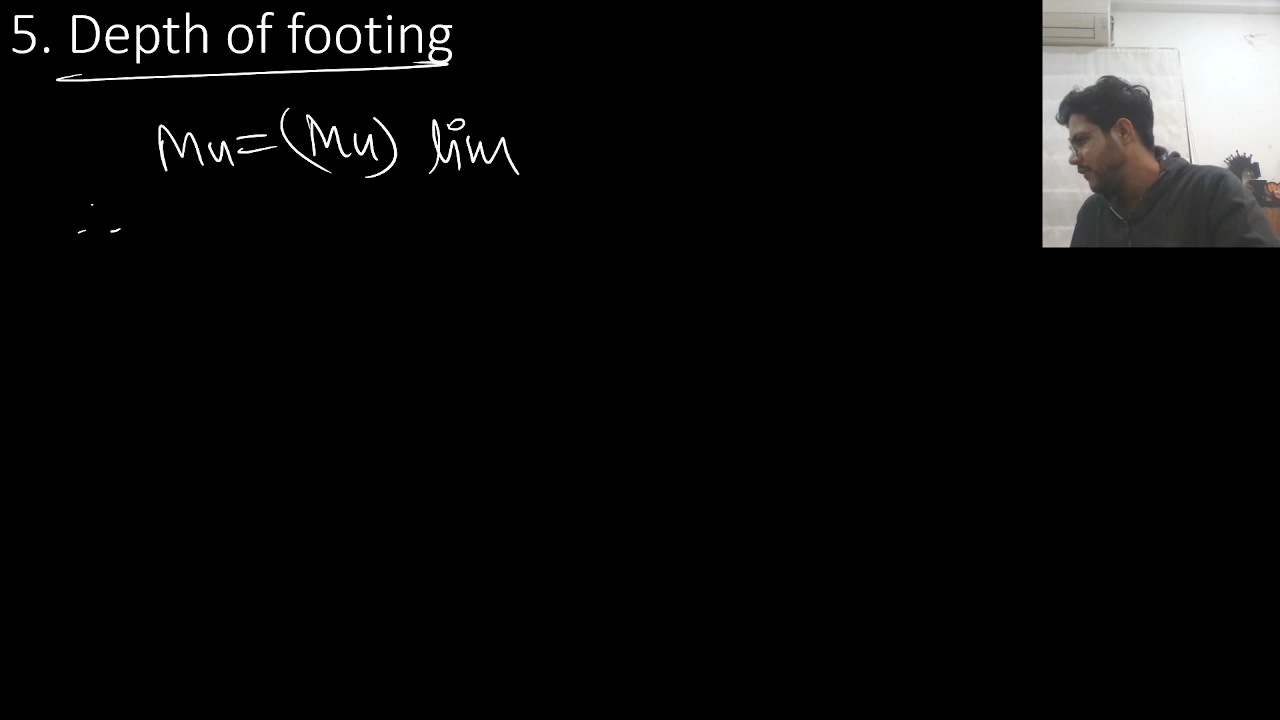 5. Depth of footing
Mu = (Mu) lim
∴